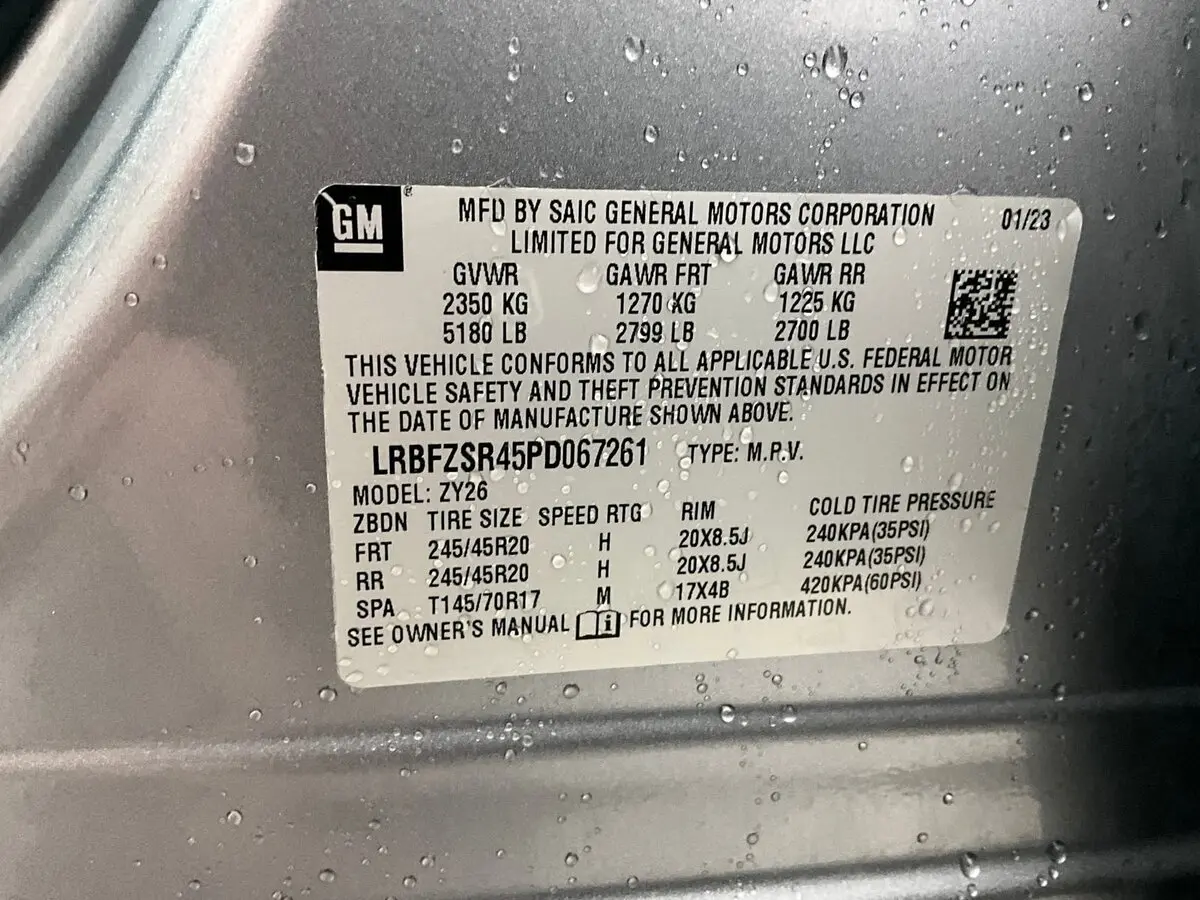 GM ®
MFD BY SAIC GENERAL MOTORS CORPORATION 01/23
LIMITED FOR GENERAL MOTORS LLC
GVWR GAWR FRT GAWR RR
2350 KG 1270 KG 1225 KG
5180 LB 2799 LB 2700 LB
THIS VEHICLE CONFORMS TO ALL APPLICABLE U.S. FEDERAL MOTOR
VEHICLE SAFETY AND THEFT PREVENTION STANDARDS IN EFFECT ON
THE DATE OF MANUFACTURE SHOWN ABOVE.
LRBFZSR45PD067261 TYPE: M.P.V.
MODEL: ZY26
ZBDN TIRE SIZE SPEED RTG RIM COLD TIRE PRESSURE
FRT 245/45R20 H 20X8.5J 240KPA(35PSI)
RR 245/45R20 H 20X8.5J 240KPA(35PSI)
SPA T145/70R17 M 17X4B 420KPA(60PSI)
SEE OWNER'S MANUAL i FOR MORE INFORMATION.